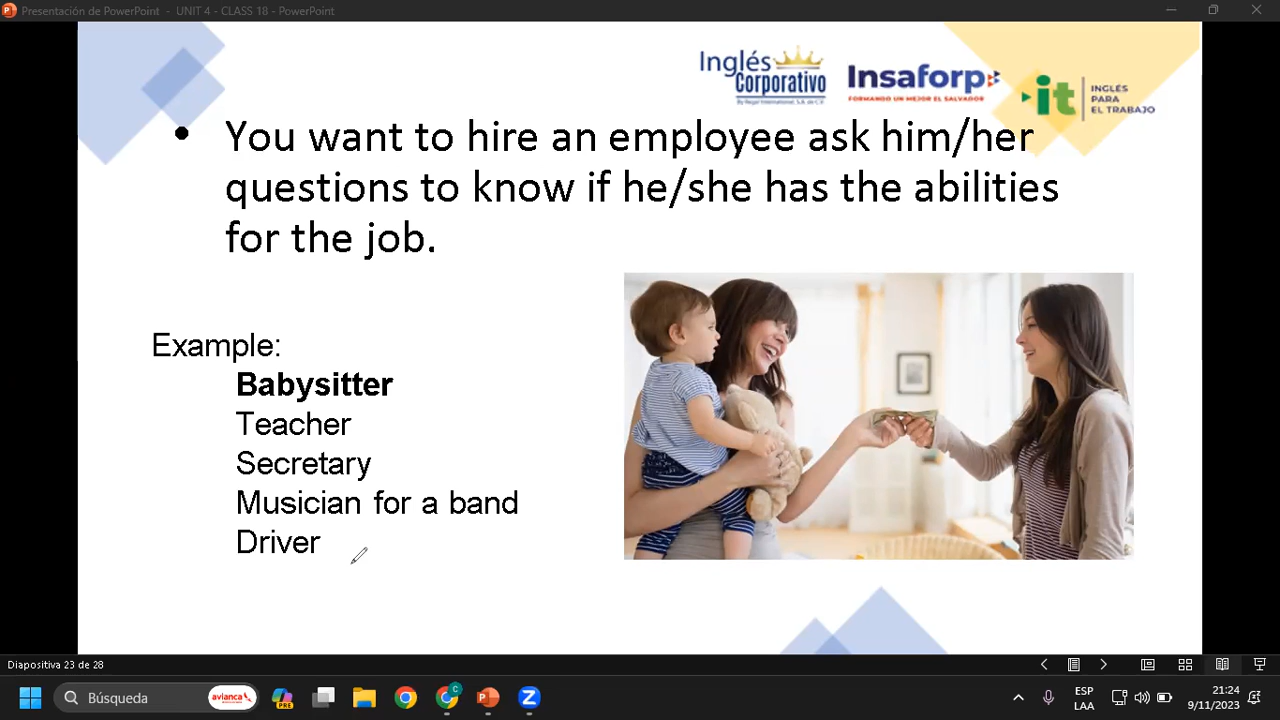 Presentación de PowerPoint - UNIT 4 - CLASS 18 - PowerPoint
Inglés
Corporativo
Insaforp
FORMANDO UN MEJOR EL SALVADOR
it
INGLÉS
PARA
EL TRABAJO
• You want to hire an employee ask him/her
questions to know if he/she has the abilities
for the job.
Example:
Babysitter
Teacher
Secretary
Musician for a band
Driver
Diapositiva 23 de 28
Búsqueda
avianca
PRE
C
Z
ESP
LAA
21:24
9/11/2023